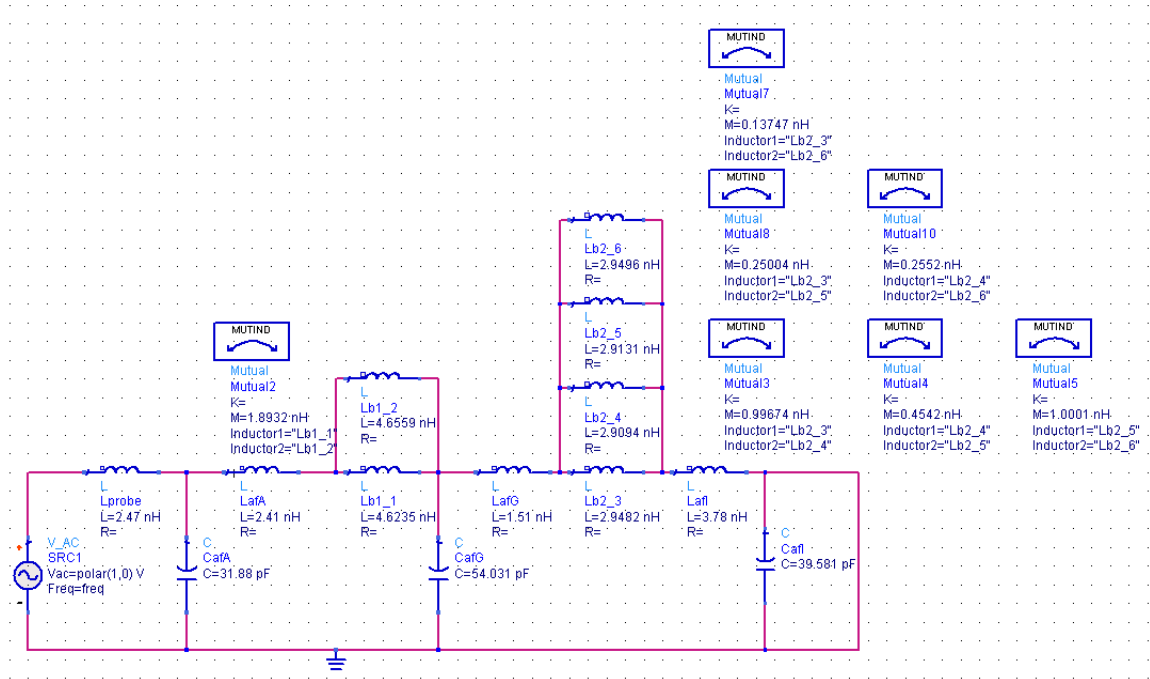 MUTIND
Mutual
Mutual7
K=
M=0.13747 nH
Inductor1="Lb2_3"
Inductor2="Lb2_6"
MUTIND
Mutual
Mutual8
K=
M=0.25004 nH
Inductor1="Lb2_3"
Inductor2="Lb2_5"
MUTIND
Mutual
Mutual10
K=
M=0.2552 nH
Inductor1="Lb2_4"
Inductor2="Lb2_6"
L
Lb2_6
L=2.9496 nH
R=
L
Lb2_5
L=2.9131 nH
R=
L
Lb2_4
L=2.9094 nH
R=
MUTIND
Mutual
Mutual3
K=
M=0.99674 nH
Inductor1="Lb2_3"
Inductor2="Lb2_4"
MUTIND
Mutual
Mutual4
K=
M=0.4542 nH
Inductor1="Lb2_4"
Inductor2="Lb2_5"
MUTIND
Mutual
Mutual5
K=
M=1.0001 nH
Inductor1="Lb2_5"
Inductor2="Lb2_6"
MUTIND
Mutual
Mutual2
K=
M=1.8932 nH
Inductor1="Lb1_1"
Inductor2="Lb1_2"
L
Lb1_2
L=4.6559 nH
R=
L
Lprobe
L=2.47 nH
R=
L
LafA
L=2.41 nH
R=
L
Lb1_1
L=4.6235 nH
R=
L
LafG
L=1.51 nH
R=
L
Lb2_3
L=2.9482 nH
R=
L
LafI
L=3.78 nH
R=
V_AC
SRC1
Vac=polar(1,0) V
Freq=freq
C
CafA
C=31.88 pF
C
CafG
C=54.031 pF
C
CafI
C=39.581 pF